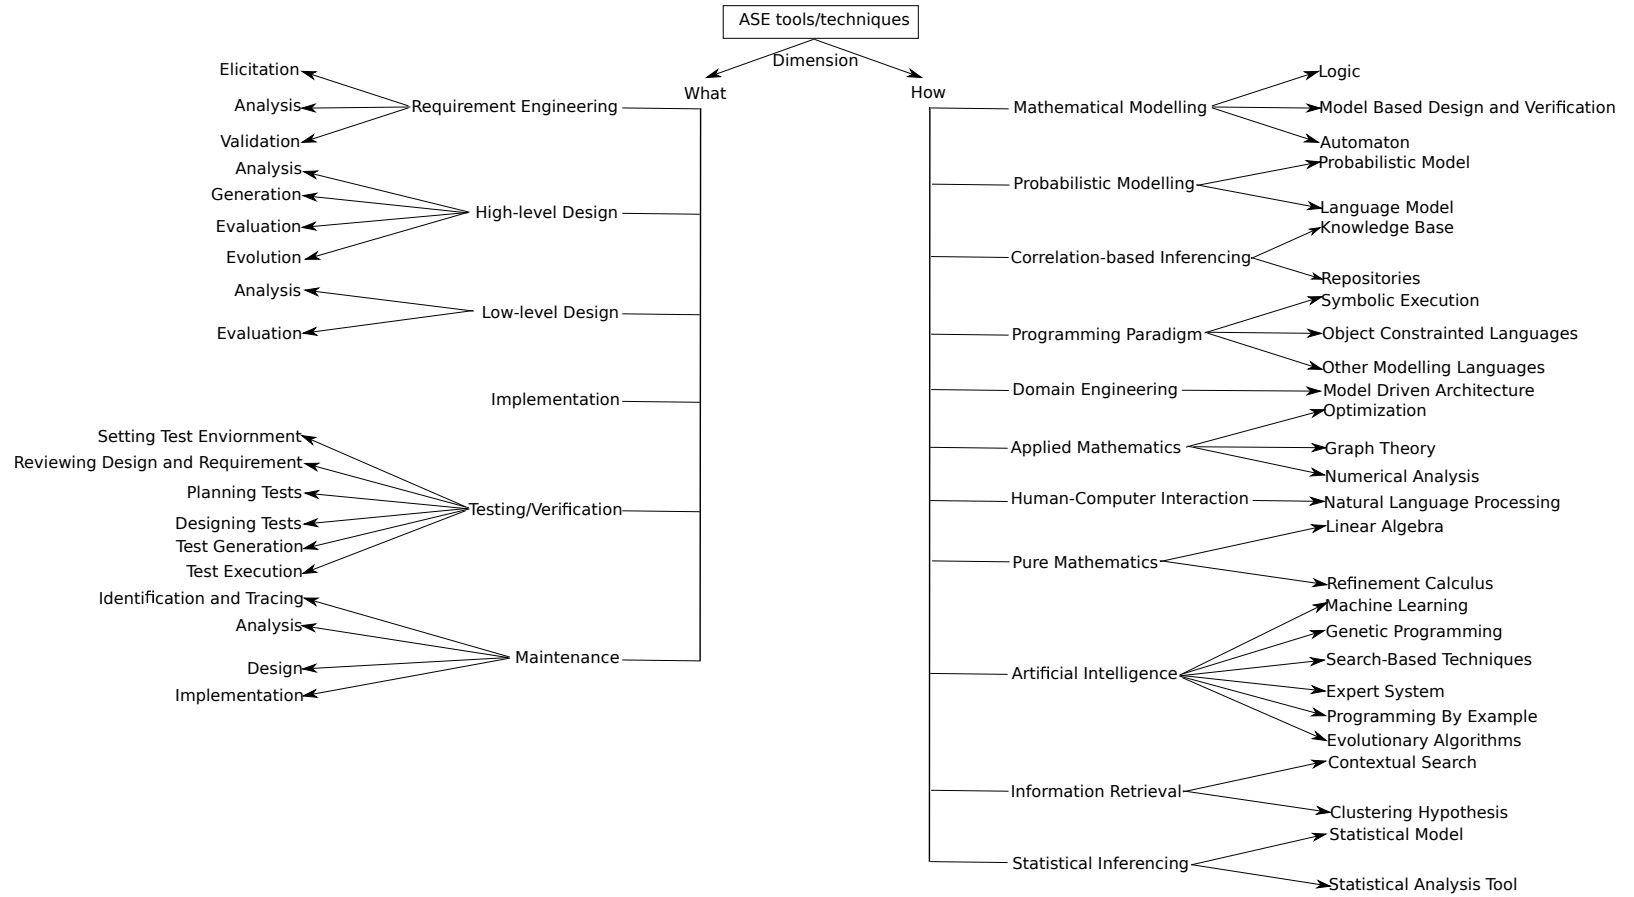 ASE tools/techniques
Dimension
What
How
Elicitation
Analysis
Validation
Requirement Engineering
Analysis
Generation
Evaluation
Evolution
High-level Design
Analysis
Evaluation
Low-level Design
Implementation
Setting Test Enviornment
Reviewing Design and Requirement
Planning Tests
Designing Tests
Test Generation
Test Execution
Testing/Verification
Identification and Tracing
Analysis
Design
Implementation
Maintenance
Mathematical Modelling
Logic
Model Based Design and Verification
Automaton
Probabilistic Modelling
Probabilistic Model
Language Model
Correlation-based Inferencing
Knowledge Base
Repositories
Programming Paradigm
Symbolic Execution
Object Constrainted Languages
Other Modelling Languages
Domain Engineering
Model Driven Architecture
Applied Mathematics
Optimization
Graph Theory
Numerical Analysis
Human-Computer Interaction
Natural Language Processing
Pure Mathematics
Linear Algebra
Refinement Calculus
Artificial Intelligence
Machine Learning
Genetic Programming
Search-Based Techniques
Expert System
Programming By Example
Evolutionary Algorithms
Information Retrieval
Contextual Search
Clustering Hypothesis
Statistical Inferencing
Statistical Model
Statistical Analysis Tool